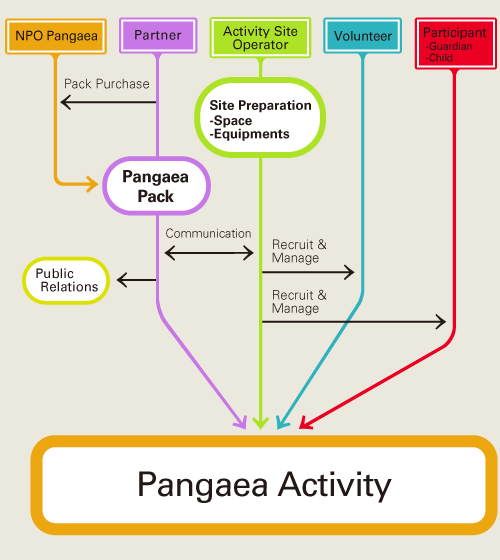 NPO Pangaea
Partner
Activity Site
Operator
Volunteer
Participant
-Guardian
-Child
Pack Purchase
Site Preparation
-Space
-Equipments
Pangaea
Pack
Communication
Recruit &
Manage
Public
Relations
Recruit &
Manage
Pangaea Activity